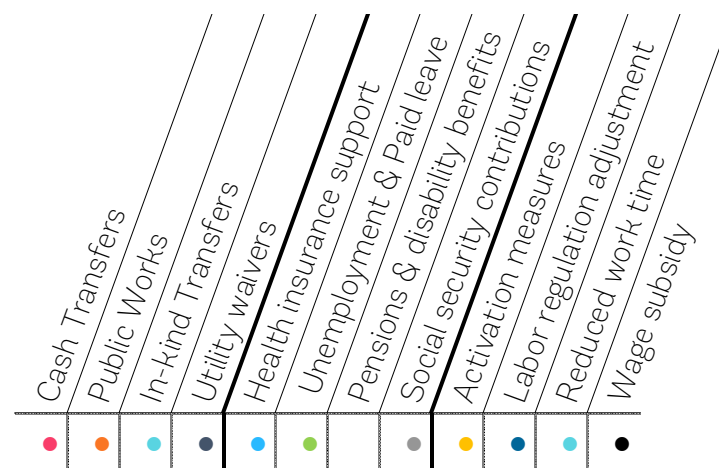 Cash Transfers
Public Works
In-kind Transfers
Utility waivers
Health insurance support
Unemployment & Paid leave
Pensions & disability benefits
Social security contributions
Activation measures
Labor regulation adjustment
Reduced work time
Wage subsidy